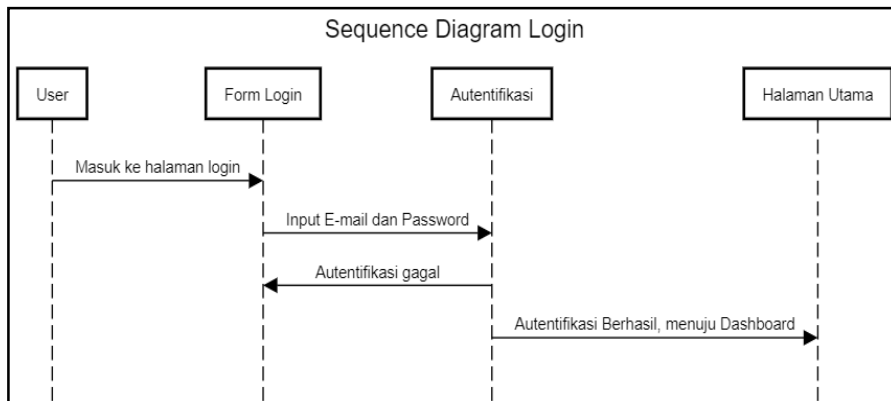 Sequence Diagram Login
User
Form Login
Autentifikasi
Halaman Utama
Masuk ke halaman login
Input E-mail dan Password
Autentifikasi gagal
Autentifikasi Berhasil, menuju Dashboard